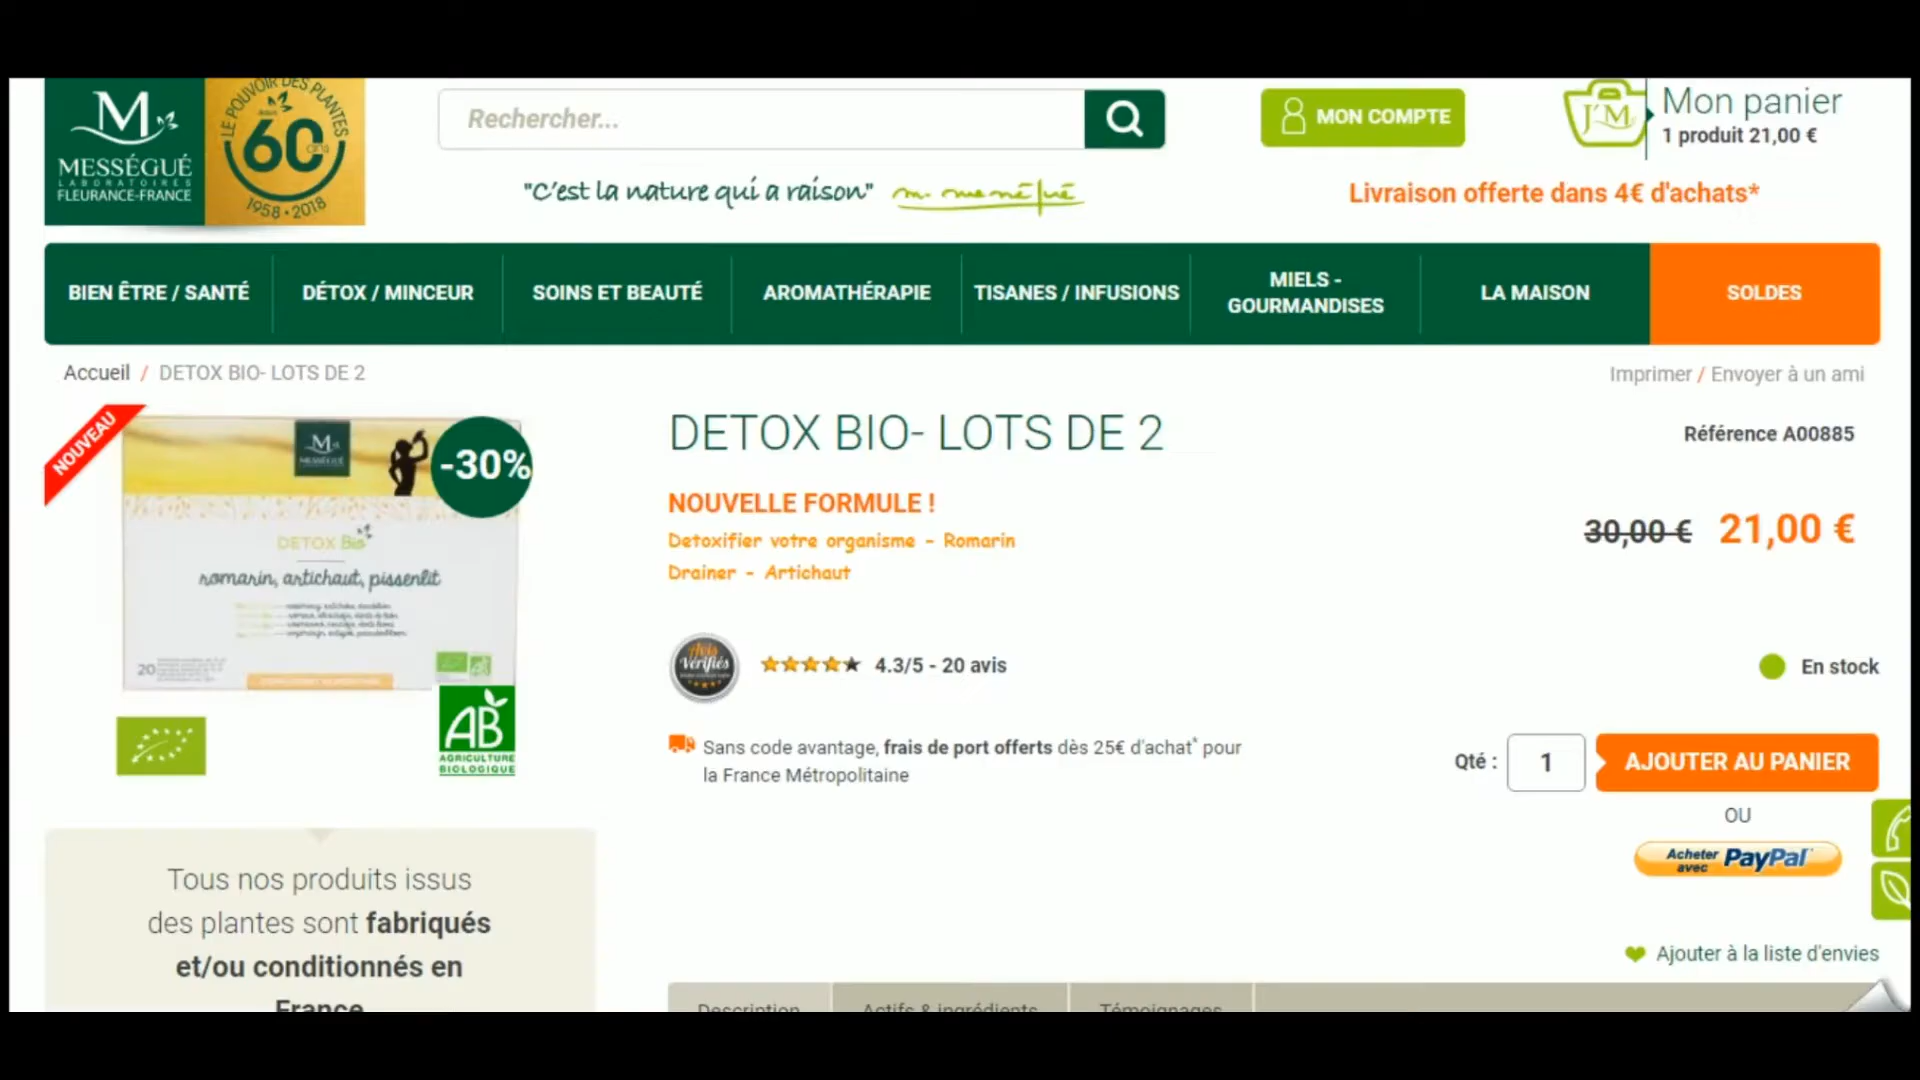 LE POUVOIR DES PLANTES
60
ans
1958 • 2018
M
MESSÉGUÉ
LABORATOIRES
FLEURANCE-FRANCE
Rechercher...
MON COMPTE
J'M
Mon panier
1 produit 21,00 €
"C'est la nature qui a raison"
Livraison offerte dans 4€ d'achats*
BIEN ÊTRE / SANTÉ
DÉTOX / MINCEUR
SOINS ET BEAUTÉ
AROMATHÉRAPIE
TISANES / INFUSIONS
MIELS -
GOURMANDISES
LA MAISON
SOLDES
Accueil / DETOX BIO- LOTS DE 2
Imprimer / Envoyer à un ami
NOUVEAU
M
MESSÉGUÉ
-30%
DETOX Bio
romarin, artichaut, pissenlit
20
AB
AGRICULTURE
BIOLOGIQUE
DETOX BIO- LOTS DE 2
Référence A00885
NOUVELLE FORMULE !
Detoxifier votre organisme - Romarin
Drainer - Artichaut
30,00 € 21,00 €
Avis
Vérifiés
4.3/5 - 20 avis
En stock
Sans code avantage, frais de port offerts dès 25€ d'achat* pour
la France Métropolitaine
Qté : 1
AJOUTER AU PANIER
OU
Acheter
avec PayPal
Ajouter à la liste d'envies
Tous nos produits issus
des plantes sont fabriqués
et/ou conditionnés en
France
Description
Actifs & ingrédients
Témoignages